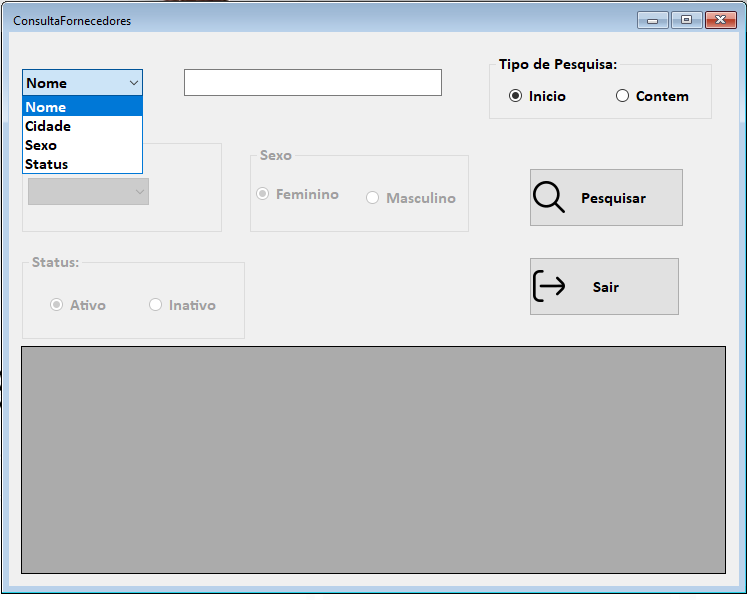 ConsultaFornecedores
Tipo de Pesquisa:
Nome
Inicio Contem
Nome
Cidade
Sexo
Status
Sexo
Feminino Masculino
Pesquisar
Status:
Ativo Inativo
Sair